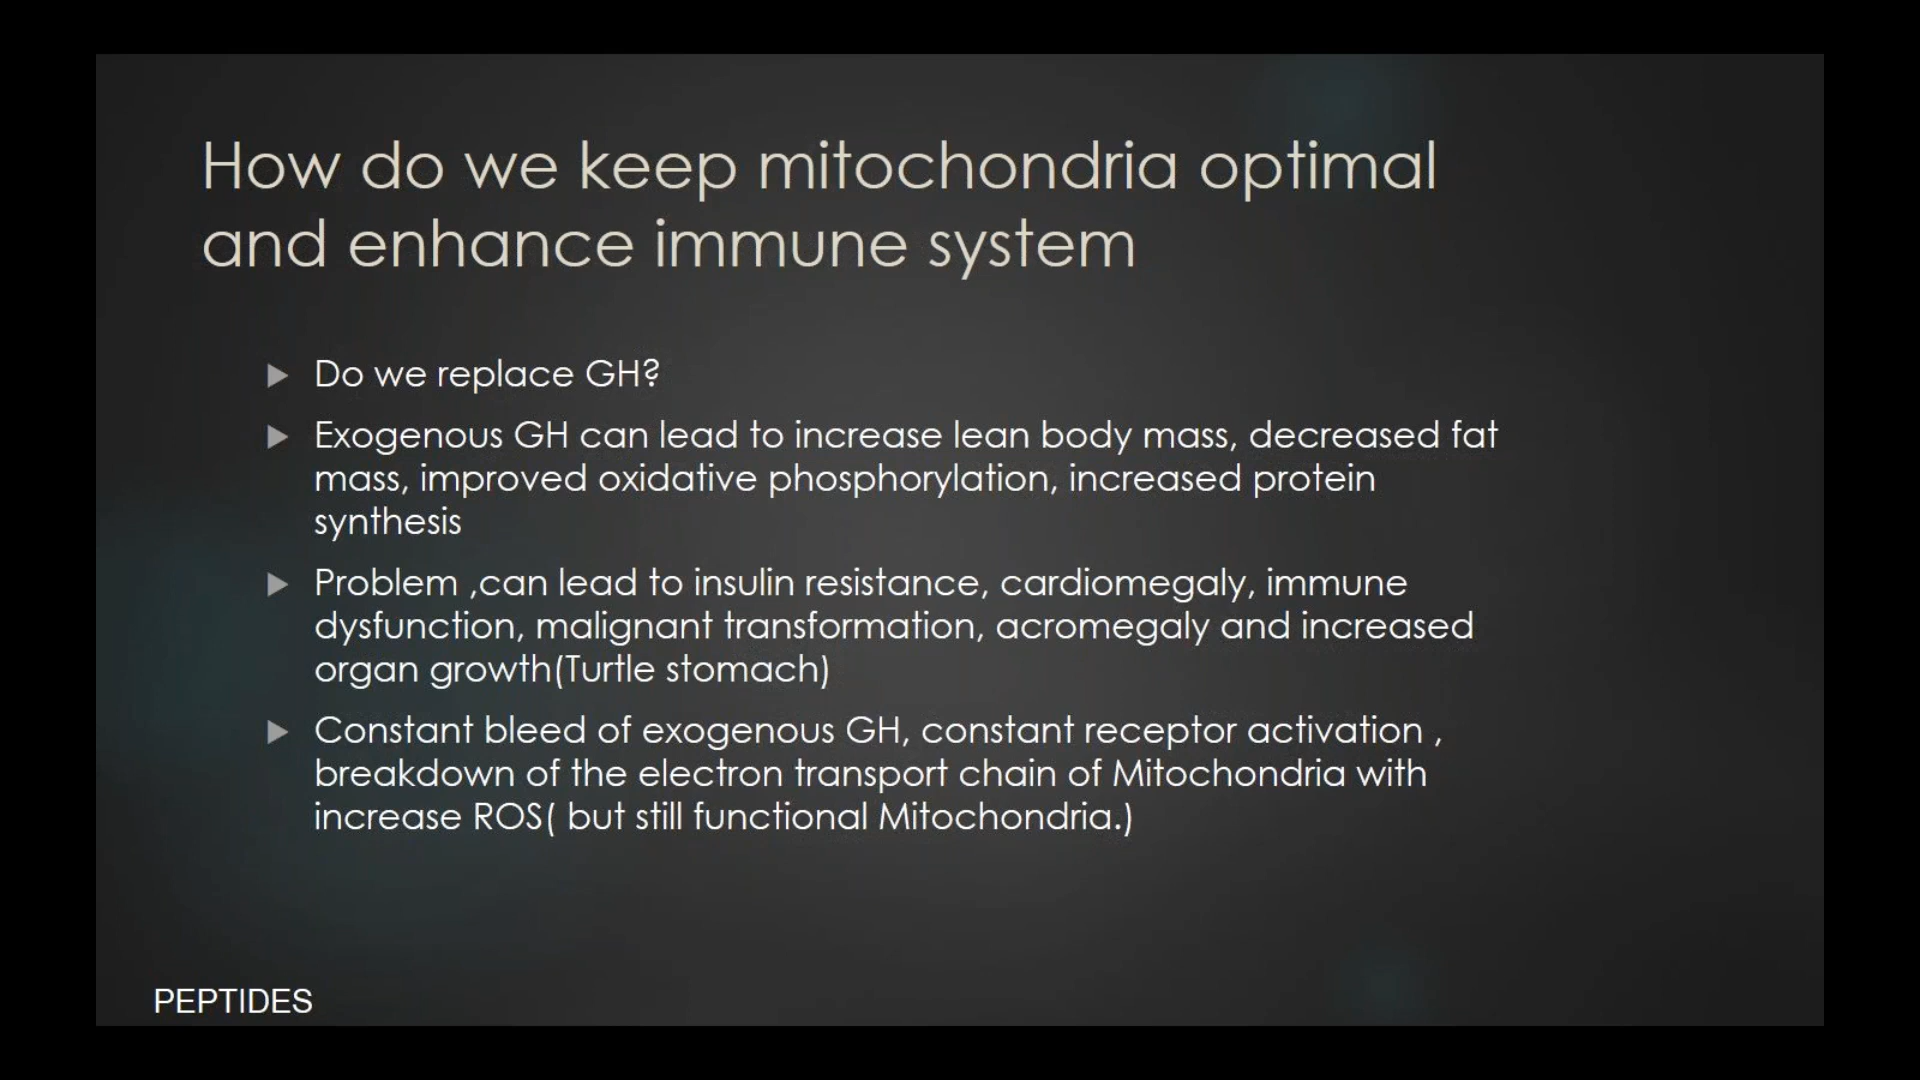 How do we keep mitochondria optimal
and enhance immune system
Do we replace GH?
Exogenous GH can lead to increase lean body mass, decreased fat
mass, improved oxidative phosphorylation, increased protein
synthesis
Problem ,can lead to insulin resistance, cardiomegaly, immune
dysfunction, malignant transformation, acromegaly and increased
organ growth(Turtle stomach)
Constant bleed of exogenous GH, constant receptor activation ,
breakdown of the electron transport chain of Mitochondria with
increase ROS( but still functional Mitochondria.)
PEPTIDES